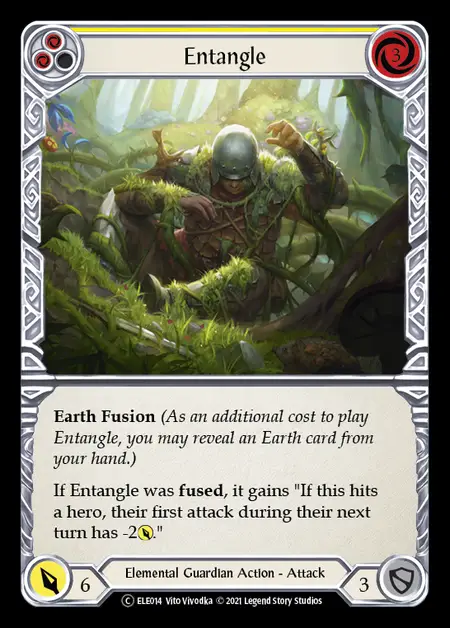 Entangle
3
Earth Fusion (As an additional cost to play
Entangle, you may reveal an Earth card from
your hand.)
If Entangle was fused, it gains "If this hits
a hero, their first attack during their next
turn has -2."
6
Elemental Guardian Action - Attack
3
C ELE014 Vito Vivodka © 2021 Legend Story Studios